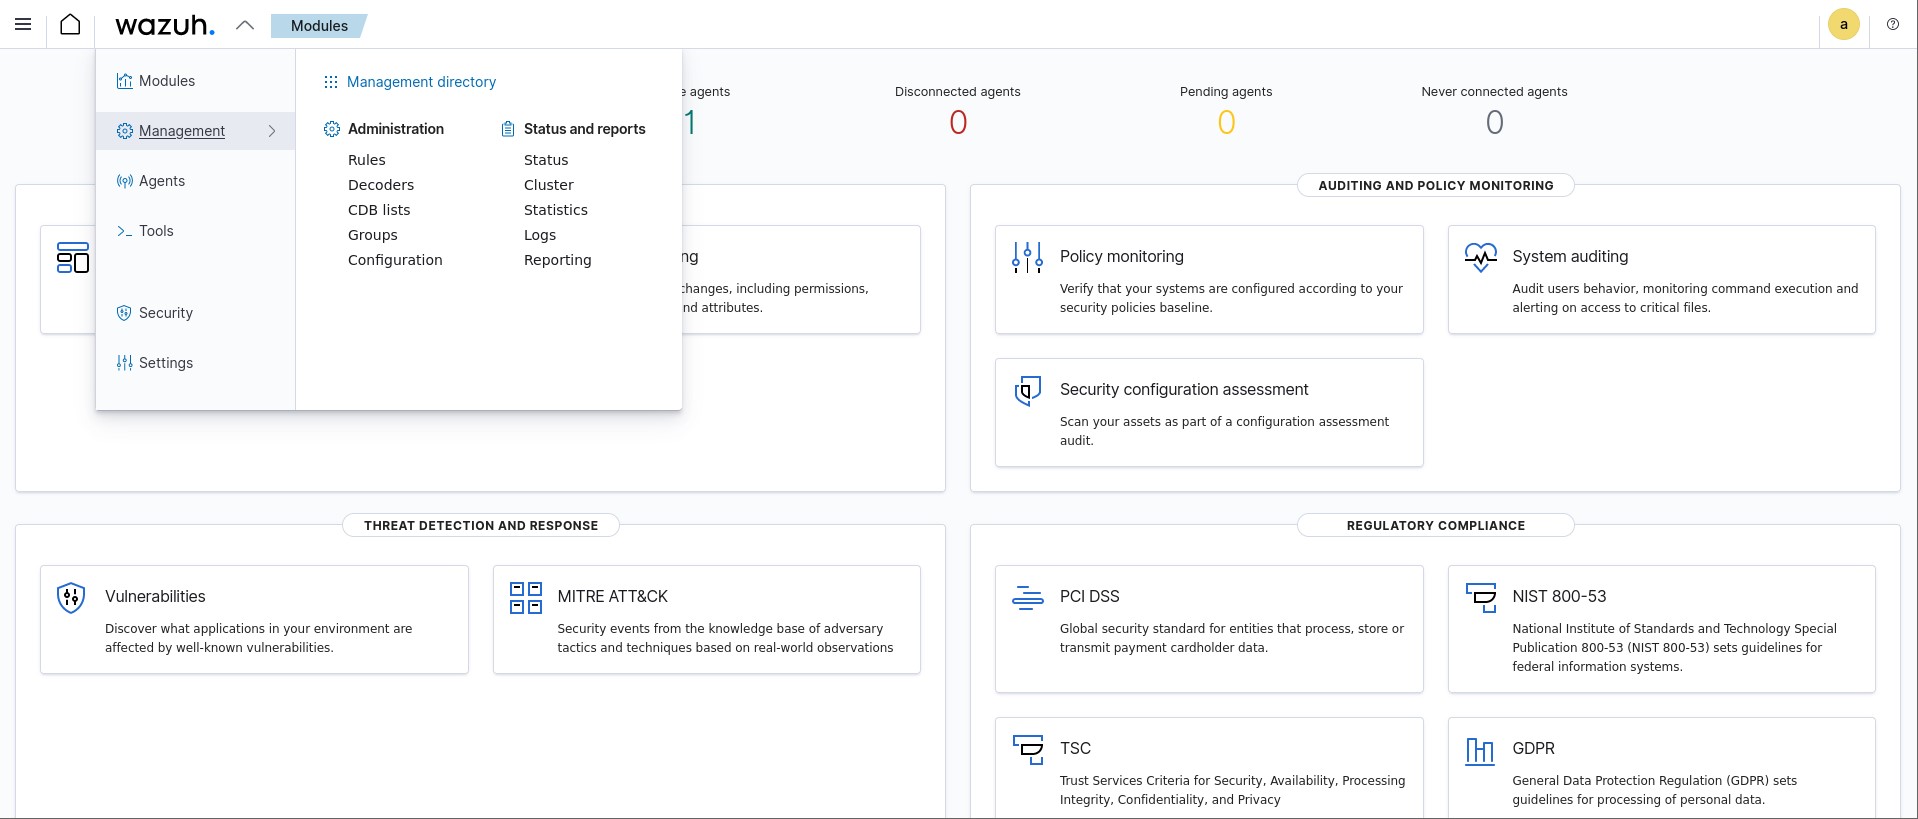 wazuh.
Modules
a
Modules
Management
Agents
Tools
Security
Settings
Management directory
Administration
Rules
Decoders
CDB lists
Groups
Configuration
Status and reports
Status
Cluster
Statistics
Logs
Reporting
e agents
1
Disconnected agents
0
Pending agents
0
Never connected agents
0
ng
changes, including permissions,
nd attributes.
AUDITING AND POLICY MONITORING
Policy monitoring
Verify that your systems are configured according to your
security policies baseline.
System auditing
Audit users behavior, monitoring command execution and
alerting on access to critical files.
Security configuration assessment
Scan your assets as part of a configuration assessment
audit.
THREAT DETECTION AND RESPONSE
Vulnerabilities
Discover what applications in your environment are
affected by well-known vulnerabilities.
MITRE ATT&CK
Security events from the knowledge base of adversary
tactics and techniques based on real-world observations
REGULATORY COMPLIANCE
PCI DSS
Global security standard for entities that process, store or
transmit payment cardholder data.
NIST 800-53
National Institute of Standards and Technology Special
Publication 800-53 (NIST 800-53) sets guidelines for
federal information systems.
TSC
Trust Services Criteria for Security, Availability, Processing
Integrity, Confidentiality, and Privacy
GDPR
General Data Protection Regulation (GDPR) sets
guidelines for processing of personal data.